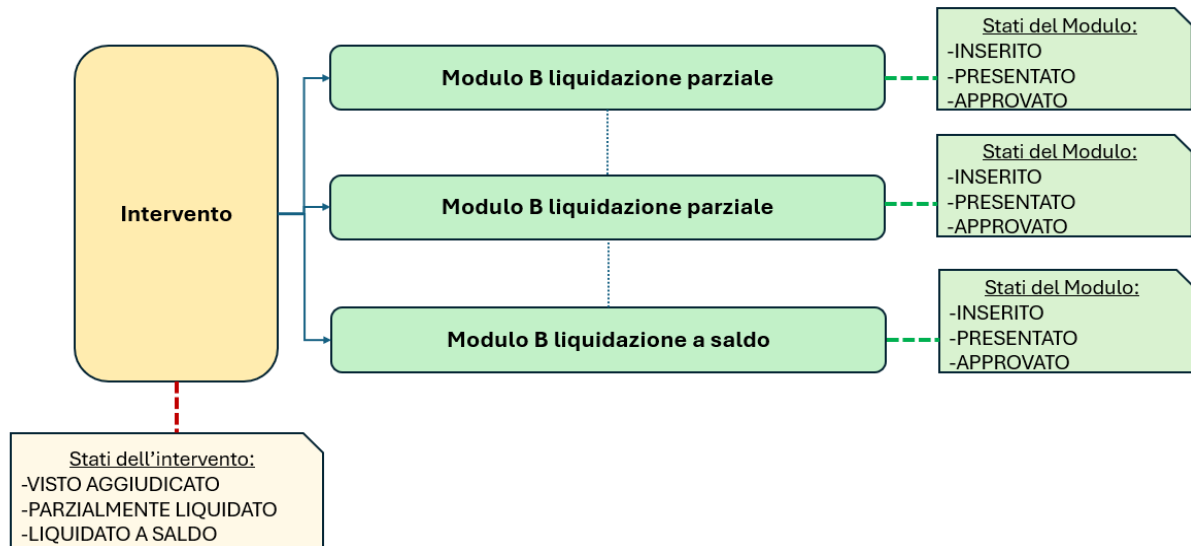 Intervento
Modulo B liquidazione parziale
Stati del Modulo:
-INSERITO
-PRESENTATO
-APPROVATO
Modulo B liquidazione parziale
Stati del Modulo:
-INSERITO
-PRESENTATO
-APPROVATO
Modulo B liquidazione a saldo
Stati del Modulo:
-INSERITO
-PRESENTATO
-APPROVATO
Stati dell’intervento:
-VISTO AGGIUDICATO
-PARZIALMENTE LIQUIDATO
-LIQUIDATO A SALDO